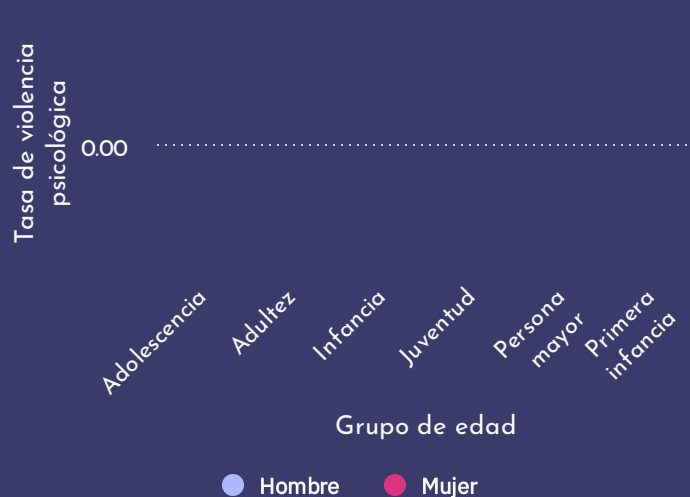 Tasa de violencia
psicológica
0.00
Adolescencia
Adultez
Infancia
Juventud
Persona
mayor
Primera
infancia
Grupo de edad
Hombre
Mujer